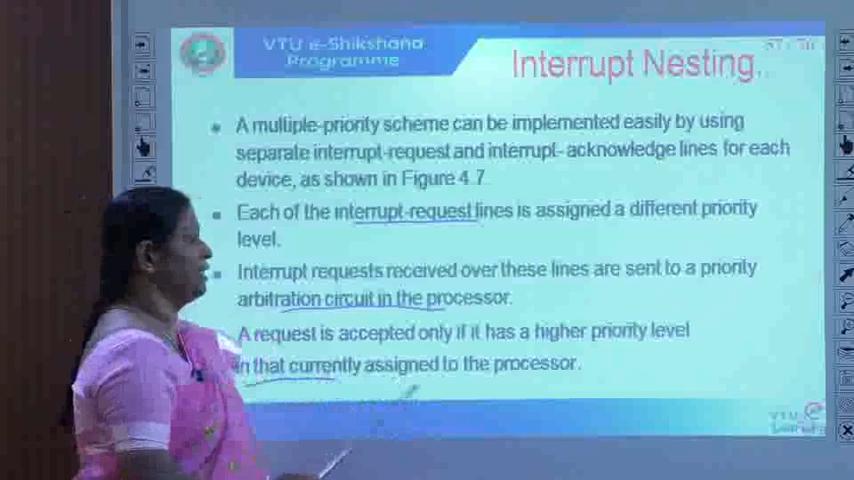 VTU e-Shikshana
Programme
Interrupt Nesting.
A multiple-priority scheme can be implemented easily by using
separate interrupt-request and interrupt- acknowledge lines for each
device, as shown in Figure 4.7.
Each of the interrupt-request lines is assigned a different priority
level.
Interrupt requests received over these lines are sent to a priority
arbitration circuit in the processor.
A request is accepted only if it has a higher priority level
that currently assigned to the processor.
VTU